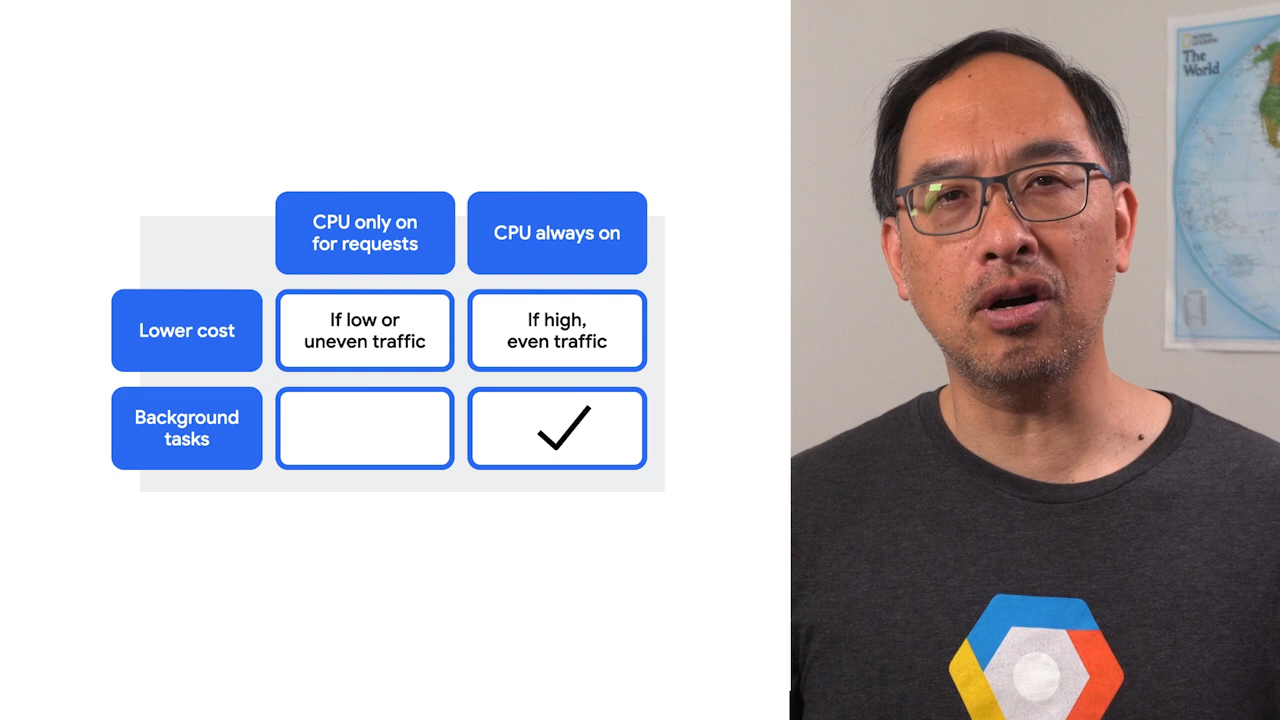 CPU only on
for requests
CPU always on
Lower cost
If low or
uneven traffic
If high,
even traffic
Background
tasks
NATIONAL
GEOGRAPHIC
The
World